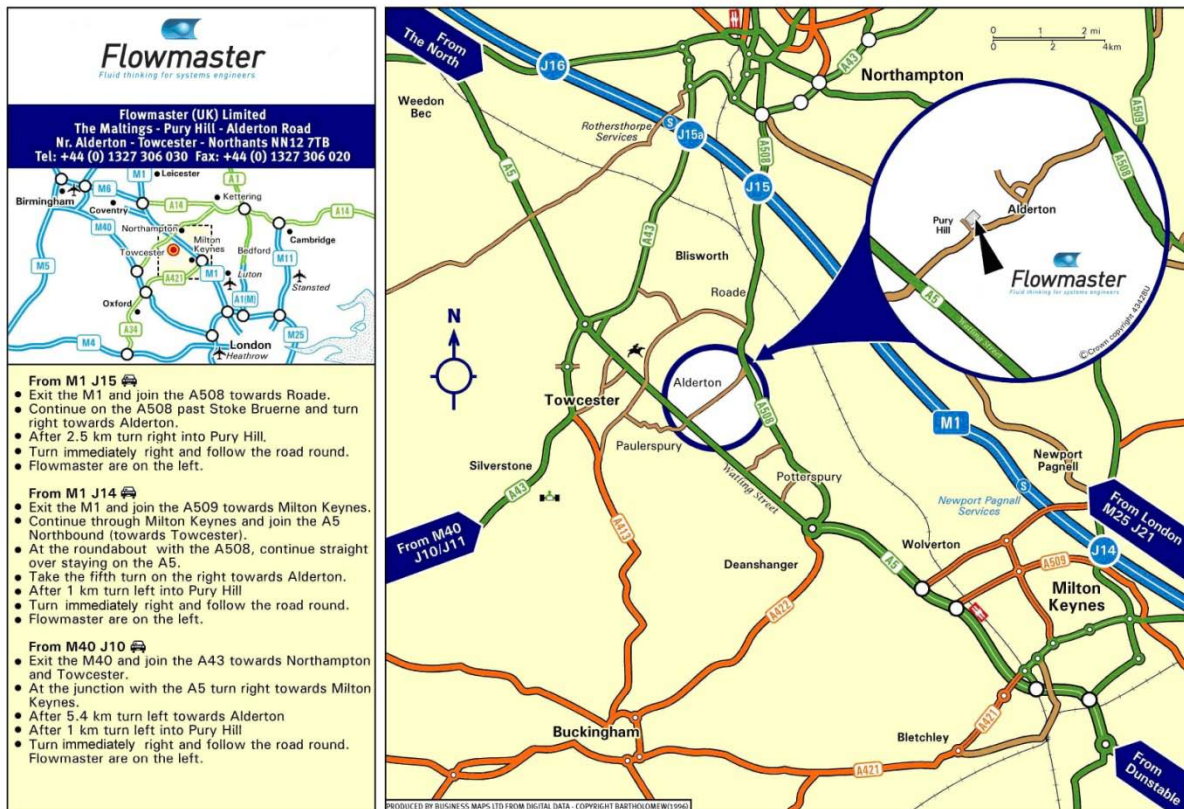 Flowmaster
Fluid thinking for systems engineers
Flowmaster (UK) Limited
The Maltings - Pury Hill - Alderton Road
Nr. Alderton - Towcester - Northants NN12 7TB
Tel: +44 (0) 1327 306 030 Fax: +44 (0) 1327 306 020
M1
Leicester
A1
M6
Birmingham
Kettering
Coventry
A14
A14
M40
Northampton
Cambridge
Towcester
Milton
Keynes
Bedford
M11
M5
A421
M1
Luton
Stansted
Oxford
A1(M)
A34
M25
M4
London
Heathrow
From M1 J15
• Exit the M1 and join the A508 towards Roade.
• Continue on the A508 past Stoke Bruerne and turn
right towards Alderton.
• After 2.5 km turn right into Pury Hill.
• Turn immediately right and follow the road round.
• Flowmaster are on the left.
From M1 J14
• Exit the M1 and join the A509 towards Milton Keynes.
• Continue through Milton Keynes and join the A5
Northbound (towards Towcester).
• At the roundabout with the A508, continue straight
over staying on the A5.
• Take the fifth turn on the right towards Alderton.
• After 1 km turn left into Pury Hill
• Turn immediately right and follow the road round.
• Flowmaster are on the left.
From M40 J10
• Exit the M40 and join the A43 towards Northampton
and Towcester.
• At the junction with the A5 turn right towards Milton
Keynes.
• After 5.4 km turn left towards Alderton
• After 1 km turn left into Pury Hill
• Turn immediately right and follow the road round.
Flowmaster are on the left.
From
The North
J16
A43
Northampton
0 1 2 mi
0 4km
Weedon
Bec
Rothersthorpe
Services
S
J15a
A508
A509
A5
J15
A43
Blisworth
Roade
Pury
Hill
Alderton
Flowmaster
Fluid thinking for systems engineers
A5
Watling Street
©Crown copyright 43428U
A508
N
Alderton
Towcester
A508
M1
Paulerspury
Silverstone
A43
Watling Street
Potterspury
Newport
Pagnell
S
Newport Pagnall
Services
From London
M25 J21
From M40
J10/J11
A413
Deanshanger
Wolverton
J14
A5
A509
Milton
Keynes
A422
Buckingham
A421
Bletchley
A421
From
Dunstable
PRODUCED BY BUSINESS MAPS LTD FROM DIGITAL DATA - COPYRIGHT BARTHOLOMEW(1996)